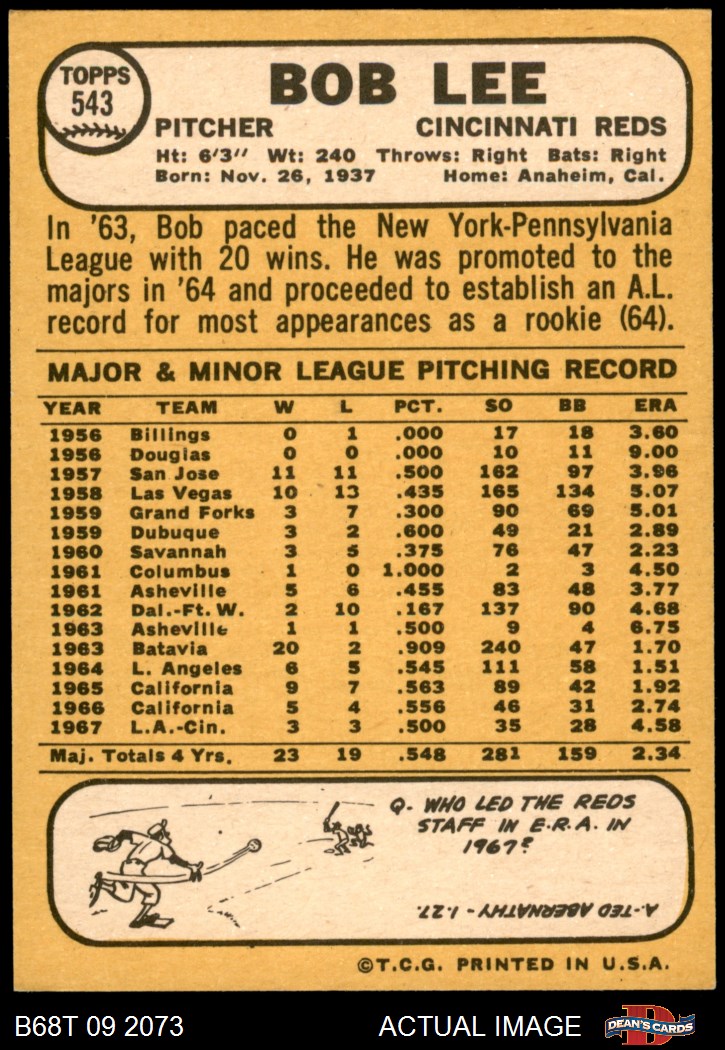 TOPPS
543
BOB LEE
PITCHER CINCINNATI REDS
Ht: 6'3" Wt: 240 Throws: Right Bats: Right
Born: Nov. 26, 1937 Home: Anaheim, Cal.
In '63, Bob paced the New York-Pennsylvania
League with 20 wins. He was promoted to the
majors in '64 and proceeded to establish an A.L.
record for most appearances as a rookie (64).
MAJOR & MINOR LEAGUE PITCHING RECORD
YEAR TEAM W L PCT. SO BB ERA
1956 Billings 0 1 .000 17 18 3.60
1956 Douglas 0 0 .000 10 11 9.00
1957 San Jose 11 11 .500 162 97 3.96
1958 Las Vegas 10 13 .435 165 134 5.07
1959 Grand Forks 3 7 .300 90 69 5.01
1959 Dubuque 3 2 .600 49 21 2.89
1960 Savannah 3 5 .375 76 47 2.23
1961 Columbus 1 0 1.000 2 3 4.50
1961 Asheville 5 6 .455 83 48 3.77
1962 Dal.-Ft. W. 2 10 .167 137 90 4.68
1963 Asheville 1 1 .500 9 4 6.75
1963 Batavia 20 2 .909 240 47 1.70
1964 L. Angeles 6 5 .545 111 58 1.51
1965 California 9 7 .563 89 42 1.92
1966 California 5 4 .556 46 31 2.74
1967 L.A.-Cin. 3 3 .500 35 28 4.58
Maj. Totals 4 Yrs. 23 19 .548 281 159 2.34
Q. WHO LED THE REDS
STAFF IN E.R.A. IN
1967?
A-TED ABERNATHY - 1.27.
©T.C.G. PRINTED IN U.S.A.
B68T 09 2073 ACTUAL IMAGE
D
DEAN'S CARDS